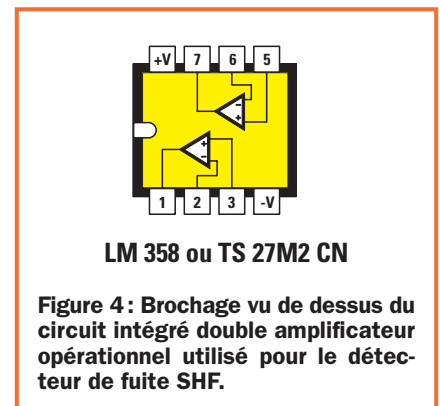 +V 7 6 5
1 2 3 -V
LM 358 ou TS 27M2 CN
Figure 4 : Brochage vu de dessus du
circuit intégré double amplificateur
opérationnel utilisé pour le détec-
teur de fuite SHF.